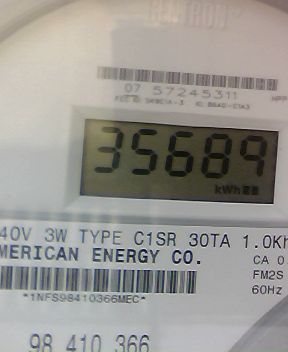 CENTRON
07 57245311
35689
kWh
40V 3W TYPE C1SR 30TA 1.0Kh
MERICAN ENERGY CO.
CA 0
FM2S
60Hz
*1NFS98410366MEC*
98 410 366